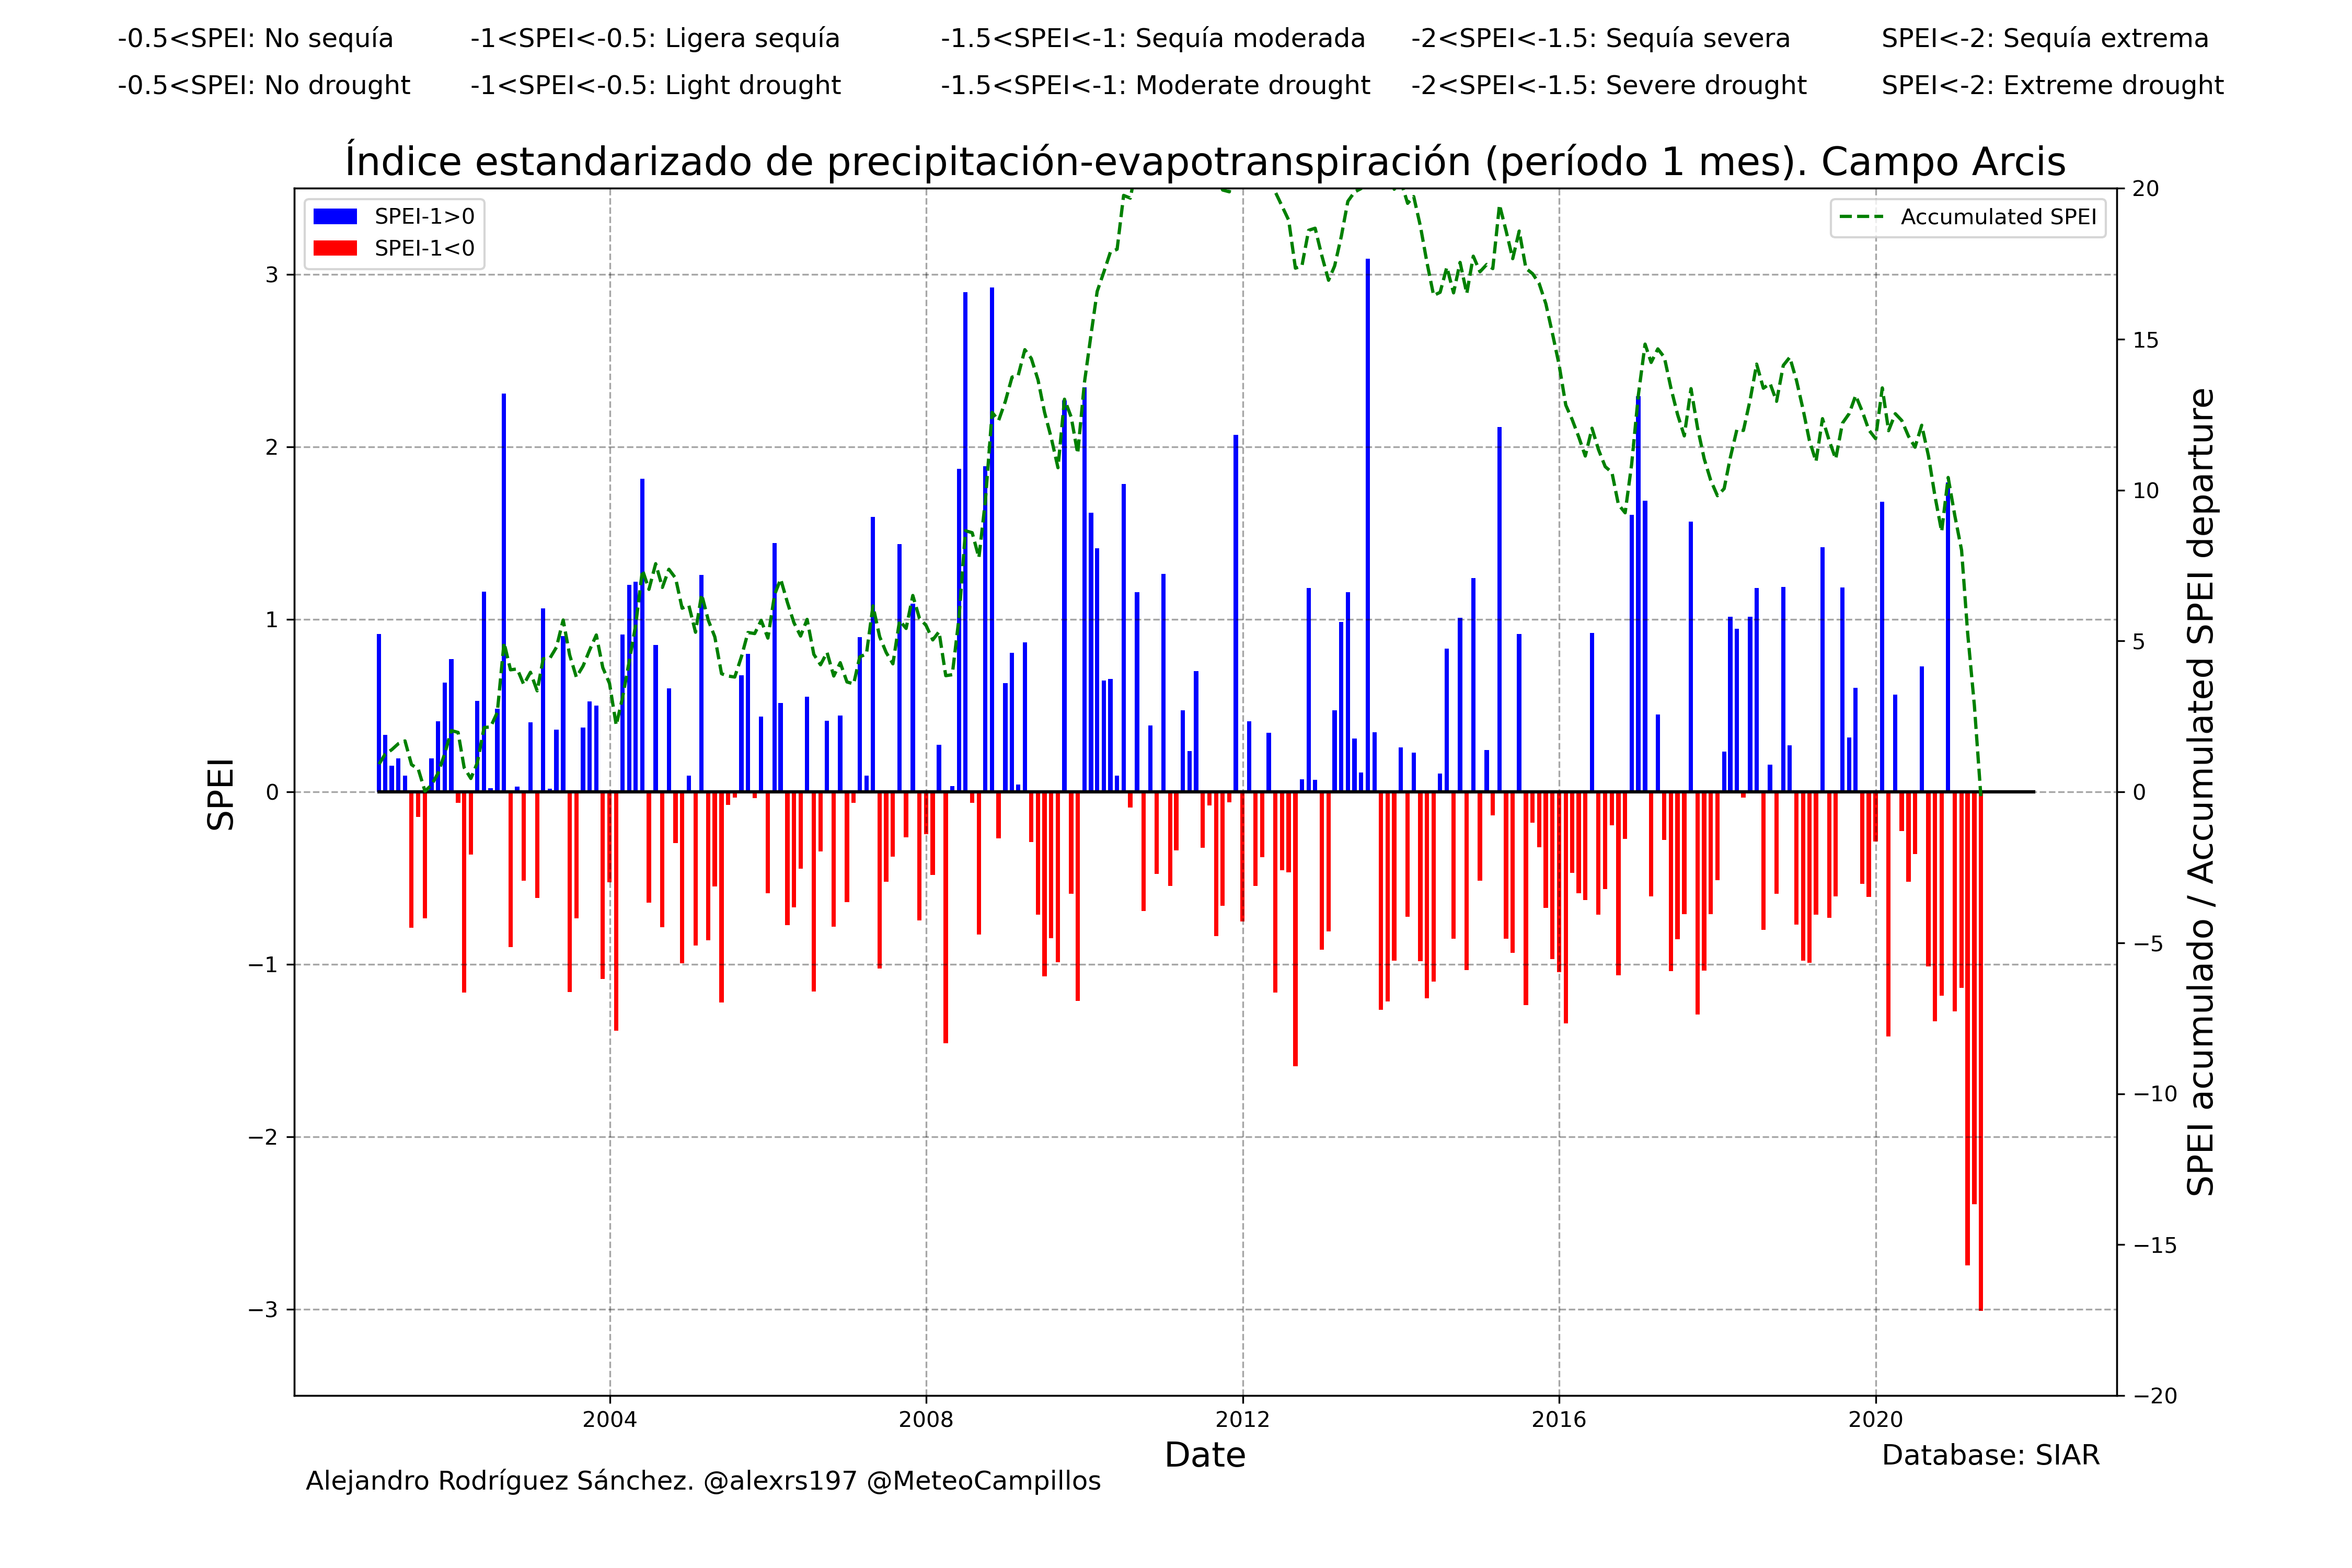 -0.5<SPEI: No sequía -1<SPEI<-0.5: Ligera sequía -1.5<SPEI<-1: Sequía moderada -2<SPEI<-1.5: Sequía severa SPEI<-2: Sequía extrema
-0.5<SPEI: No drought -1<SPEI<-0.5: Light drought -1.5<SPEI<-1: Moderate drought -2<SPEI<-1.5: Severe drought SPEI<-2: Extreme drought
Índice estandarizado de precipitación-evapotranspiración (período 1 mes). Campo Arcis
SPEI-1>0
SPEI-1<0
Accumulated SPEI
SPEI
3
2
1
0
−1
−2
−3
20
15
10
5
0
−5
−10
−15
−20
SPEI acumulado / Accumulated SPEI departure
2004 2008 2012 2016 2020
Date
Database: SIAR
Alejandro Rodríguez Sánchez. @alexrs197 @MeteoCampillos